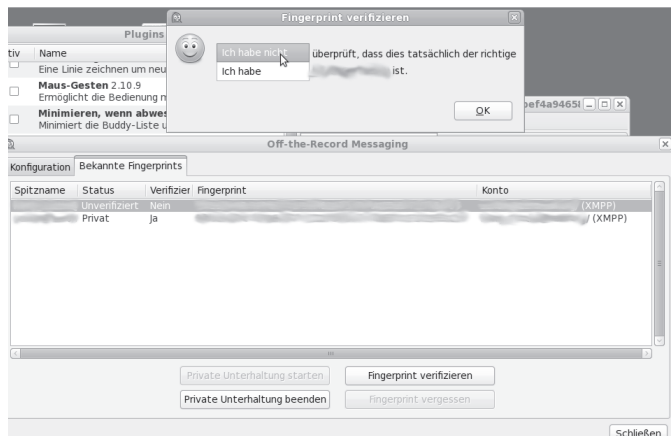 Fingerprint verifizieren
Plugins
tiv Name
Eine Linie zeichnen um neu
Maus-Gesten 2.10.9
Ermöglicht die Bedienung m
Minimieren, wenn abwes
Minimiert die Buddy-Liste u
Ich habe nicht überprüft, dass dies tatsächlich der richtige
Ich habe ist.
OK
bef4a9465
Off-the-Record Messaging
Konfiguration Bekannte Fingerprints
Spitzname Status Verifizier Fingerprint Konto
Unverifiziert Nein (XMPP)
Privat Ja / (XMPP)
Private Unterhaltung starten Fingerprint verifizieren
Private Unterhaltung beenden Fingerprint vergessen
Schließen